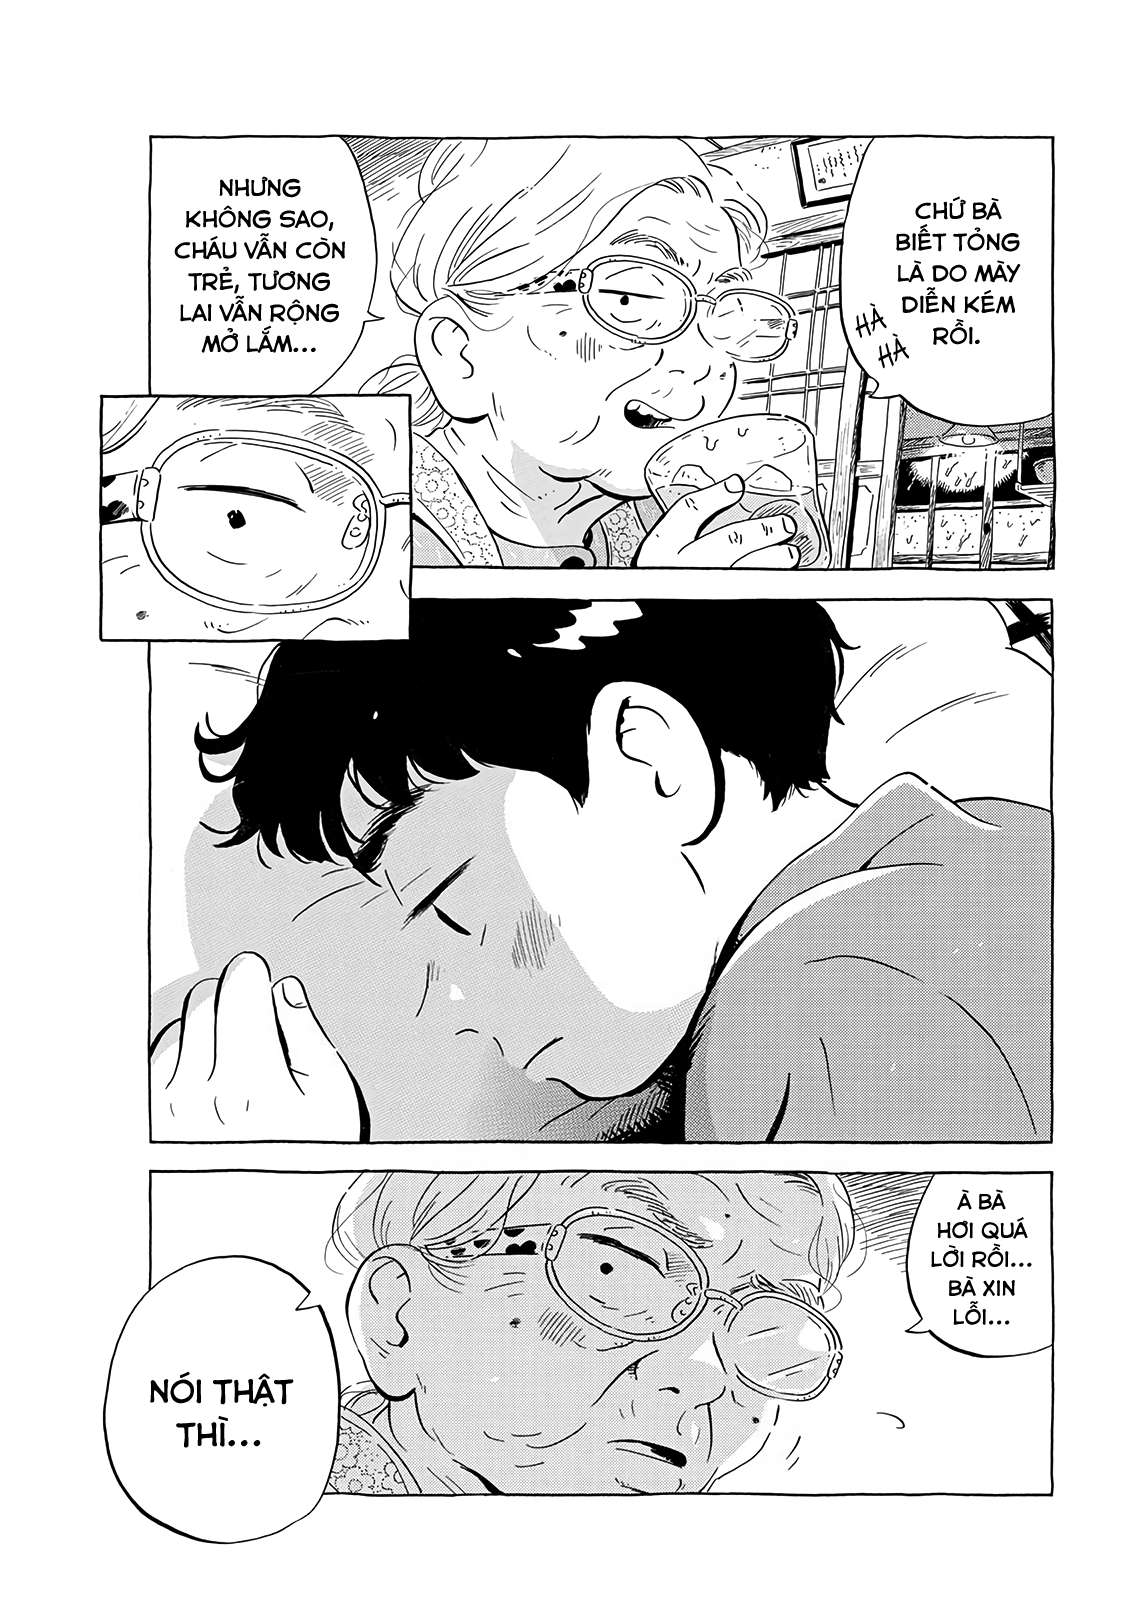 CHỨ BÀ
BIẾT TỎNG
LÀ DO MÀY
DIỄN KÉM
RỒI.
HÀ
HÀ
NHƯNG
KHÔNG SAO,
CHÁU VẪN CÒN
TRẺ, TƯƠNG
LAI VẪN RỘNG
MỞ LẮM...
À BÀ
HƠI QUÁ
LỜI RỒI...
BÀ XIN
LỖI...
NÓI THẬT
THÌ...